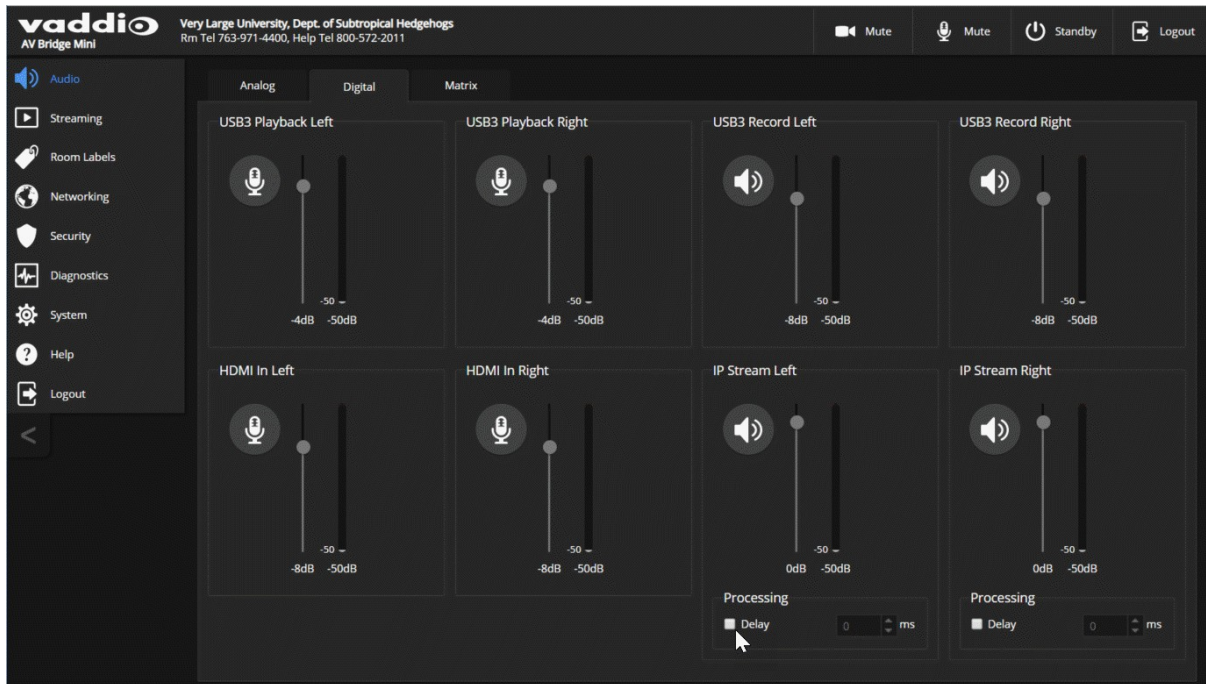 vaddio
AV Bridge Mini
Very Large University, Dept. of Subtropical Hedgehogs
Rm Tel 763-971-4400, Help Tel 800-572-2011
Mute
Mute
Standby
Logout
Audio
Streaming
Room Labels
Networking
Security
Diagnostics
System
Help
Logout
<
Analog
Digital
Matrix
USB3 Playback Left
-50
-4dB -50dB
USB3 Playback Right
-50
-4dB -50dB
USB3 Record Left
-50
-8dB -50dB
USB3 Record Right
-50
-8dB -50dB
HDMI In Left
-50
-8dB -50dB
HDMI In Right
-50
-8dB -50dB
IP Stream Left
-50
0dB -50dB
Processing
Delay 0 ms
IP Stream Right
-50
0dB -50dB
Processing
Delay 0 ms